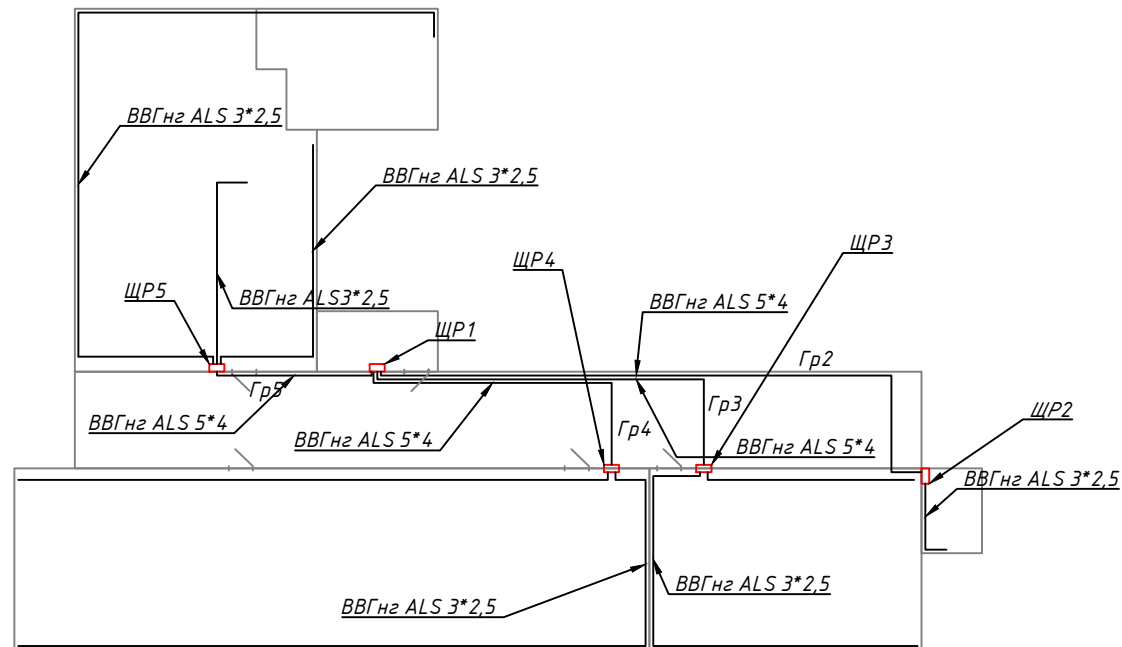 ВВГнг ALS 3*2,5
ВВГнг ALS 3*2,5
ЩР3
ЩР4
ЩР5
ВВГнг ALS3*2,5
ВВГнг ALS 5*4
ЩР1
Гр2
Гр5
Гр3
ЩР2
ВВГнг ALS 5*4
Гр4
ВВГнг ALS 5*4
ВВГнг ALS 5*4
ВВГнг ALS 3*2,5
ВВГнг ALS 3*2,5
ВВГнг ALS 3*2,5